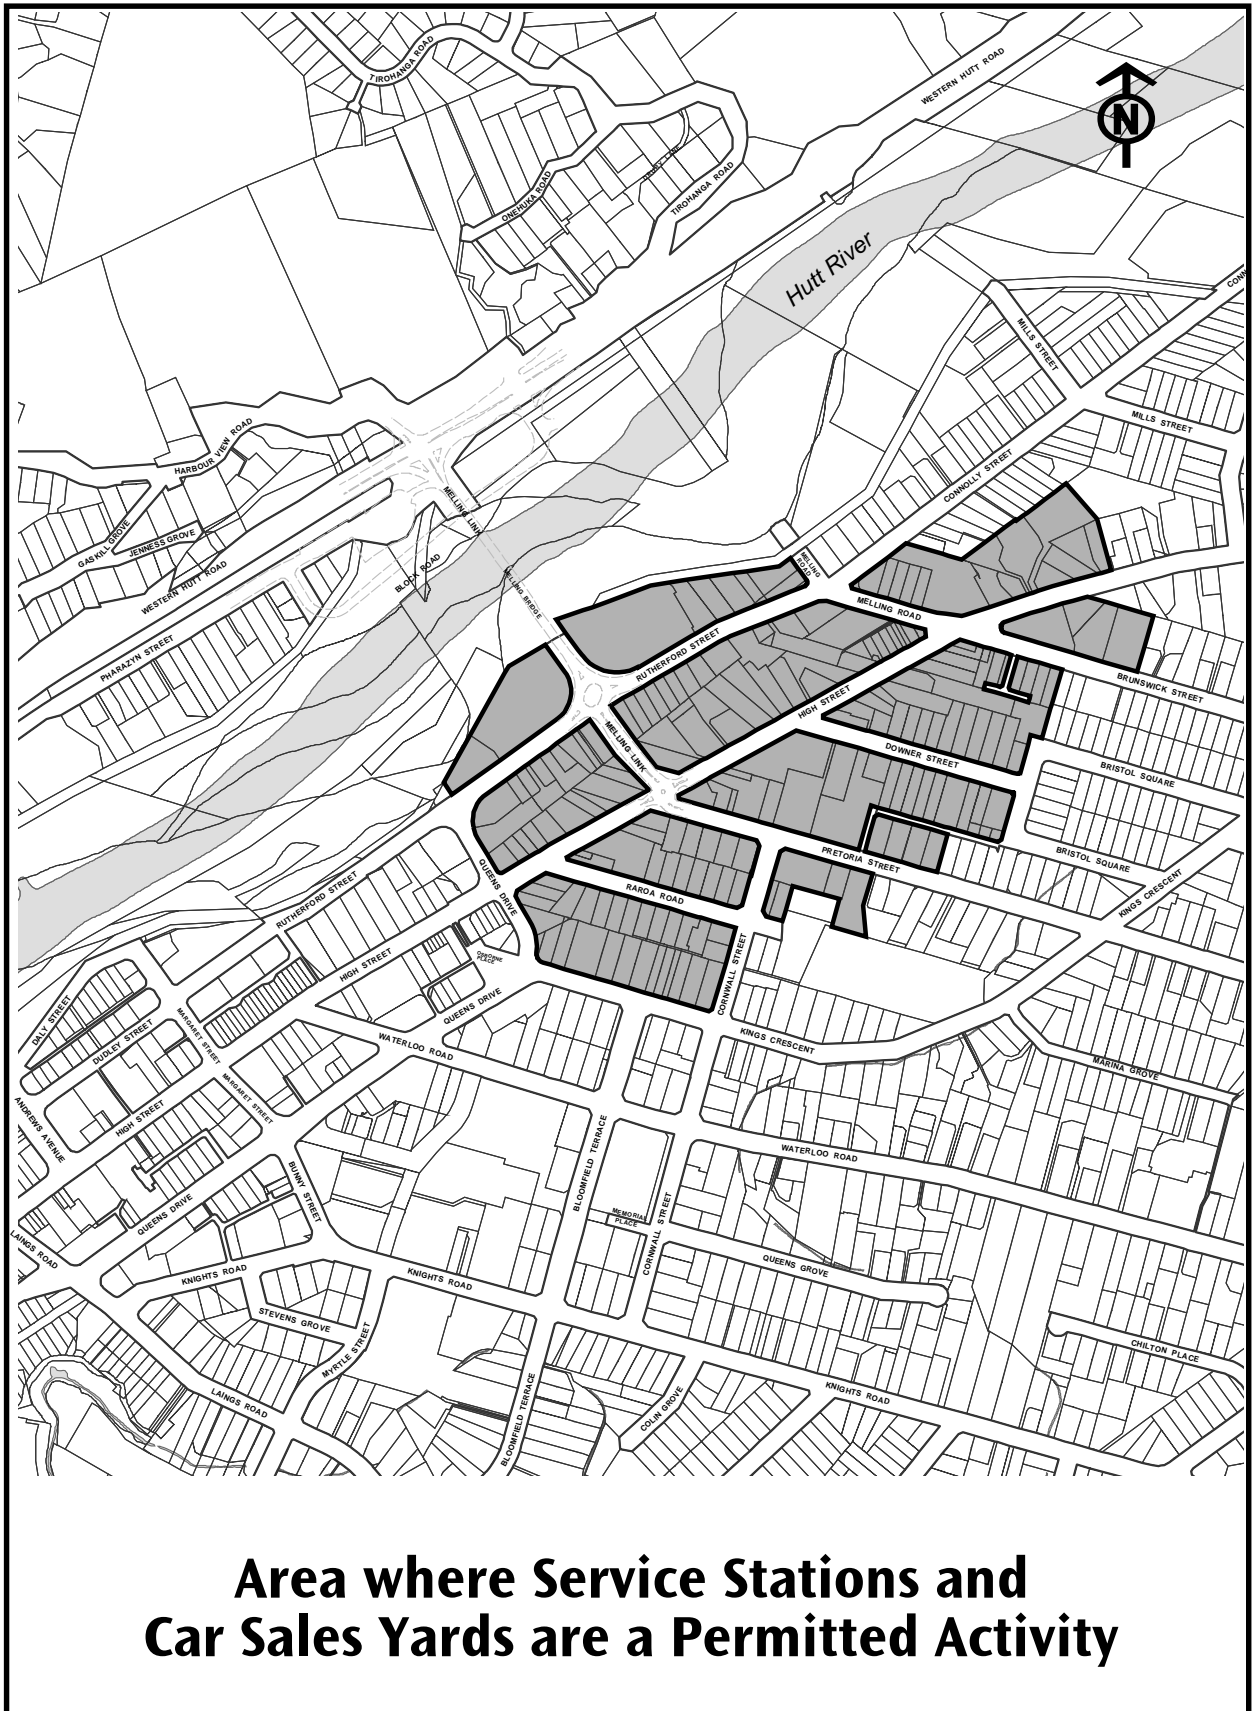 TIROHANGA ROAD
WESTERN HUTT ROAD
N
ONEHUKA ROAD
TIROHANGA ROAD
Hutt River
MILLS STREET
MILLS STREET
HARBOUR VIEW ROAD
CONNOLLY STREET
MELLING LINK
GASKILL GROVE
JENNESS GROVE
WESTERN HUTT ROAD
BLOCK ROAD
MELLING BRIDGE
MELLING ROAD
MELLING ROAD
PHARAZYN STREET
RUTHERFORD STREET
BRUNSWICK STREET
HIGH STREET
MELLING LINK
DOWNER STREET
BRISTOL SQUARE
PRETORIA STREET
BRISTOL SQUARE
KINGS CRESCENT
QUEENS DRIVE
RAROA ROAD
RUTHERFORD STREET
HIGH STREET
OSBORNE
PLACE
CORNWALL STREET
DALY STREET
DUDLEY STREET
MARGARET STREET
QUEENS DRIVE
WATERLOO ROAD
KINGS CRESCENT
MARINA GROVE
MARGARET STREET
ANDREWS AVENUE
HIGH STREET
WATERLOO ROAD
BLOOMFIELD TERRACE
BUNNY STREET
QUEENS DRIVE
MEMORIAL
PLACE
CORNWALL STREET
LAINGS ROAD
KNIGHTS ROAD
KNIGHTS ROAD
QUEENS GROVE
STEVENS GROVE
MYRTLE STREET
CHILTON PLACE
LAINGS ROAD
BLOOMFIELD TERRACE
COLIN GROVE
KNIGHTS ROAD
Area where Service Stations and
Car Sales Yards are a Permitted Activity